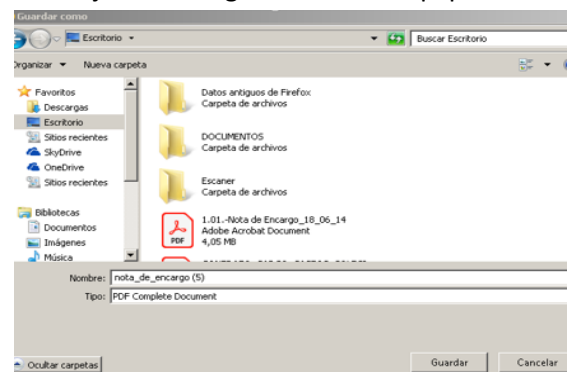 Guardar como
Escritorio
Buscar Escritorio
Organizar
Nueva carpeta
Favoritos
Descargas
Escritorio
Sitios recientes
SkyDrive
OneDrive
Sitios recientes
Bibliotecas
Documentos
Imágenes
Música
Datos antiguos de Firefox
Carpeta de archivos
DOCUMENTOS
Carpeta de archivos
Escaner
Carpeta de archivos
PDF
1.01.-Nota de Encargo_18_06_14
Adobe Acrobat Document
4,05 MB
Nombre: nota_de_encargo (5)
Tipo: PDF Complete Document
Ocultar carpetas
Guardar
Cancelar